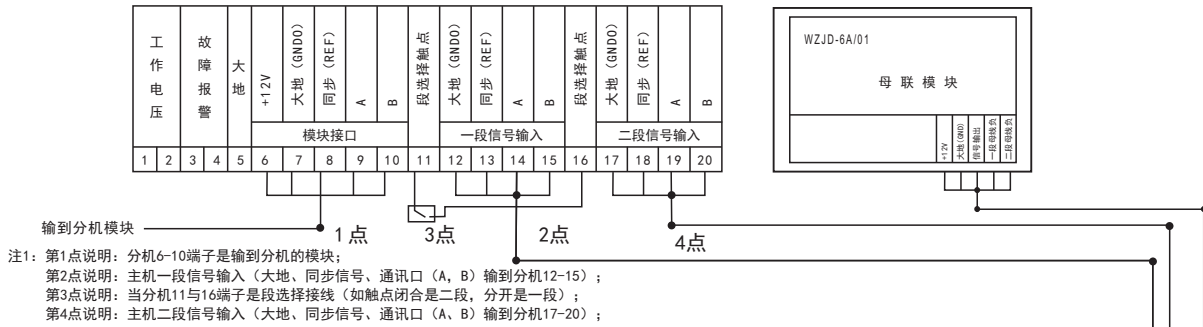 工作电压
故障报警
大地
+12V
大地(GNDO)
同步(REF)
A
B
段选择触点
大地(GNDO)
同步(REF)
A
B
段选择触点
大地(GNDO)
同步(REF)
A
B
模块接口
一段信号输入
二段信号输入
1 2 3 4 5 6 7 8 9 10 11 12 13 14 15 16 17 18 19 20
WZJD-6A/01
母联模块
+12V
大地(GND)
信号输出
一段母线负
二段母线负
输到分机模块
1点
3点
2点
4点
注1: 第1点说明: 分机6-10端子是输到分机的模块;
第2点说明: 主机一段信号输入(大地、同步信号、通讯口(A, B)输到分机12-15);
第3点说明: 当分机11与16端子是段选择接线(如触点闭合是二段, 分开是一段);
第4点说明: 主机二段信号输入(大地、同步信号、通讯口(A、B)输到分机17-20);